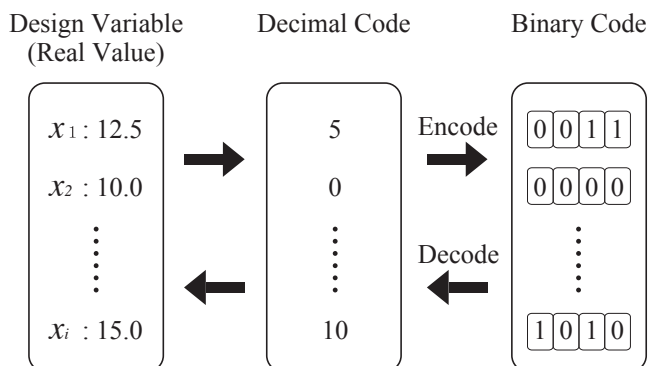 Design Variable
(Real Value)
Decimal Code
Binary Code
x1 : 12.5
5
Encode
0 0 1 1
x2 : 10.0
0
0 0 0 0
Decode
xi : 15.0
10
1 0 1 0